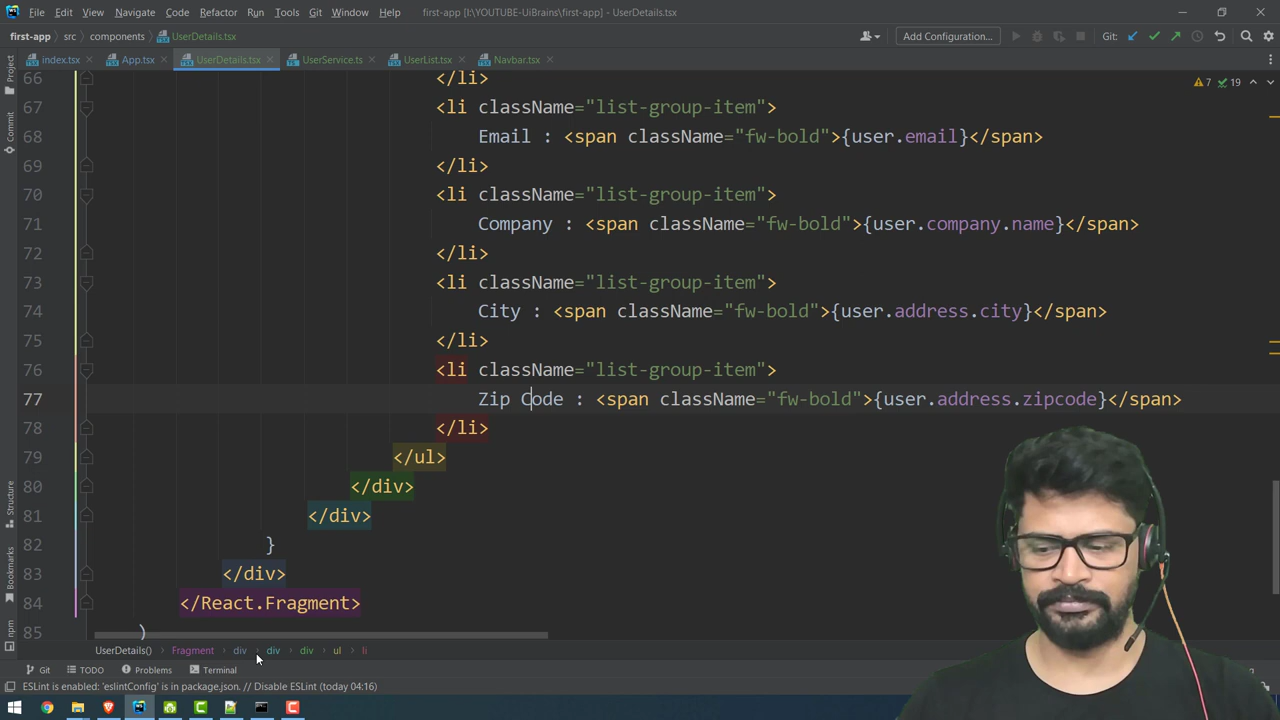 File Edit View Navigate Code Refactor Run Tools Git Window Help first-app [I:\YOUTUBE-UiBrains\first-app] - UserDetails.tsx
first-app src components UserDetails.tsx Add Configuration... Git:
index.tsx App.tsx UserDetails.tsx UserService.ts UserList.tsx Navbar.tsx
Project
Commit
Structure
Bookmarks
npm
7 19
66 </li>
67 <li className="list-group-item">
68 Email : <span className="fw-bold">{user.email}</span>
69 </li>
70 <li className="list-group-item">
71 Company : <span className="fw-bold">{user.company.name}</span>
72 </li>
73 <li className="list-group-item">
74 City : <span className="fw-bold">{user.address.city}</span>
75 </li>
76 <li className="list-group-item">
77 Zip Code : <span className="fw-bold">{user.address.zipcode}</span>
78 </li>
79 </ul>
80 </div>
81 </div>
82 }
83 </div>
84 </React.Fragment>
85 )
UserDetails() Fragment div div div ul li
Git TODO Problems Terminal
ESLint is enabled: 'eslintConfig' is in package.json. // Disable ESLint (today 04:16)